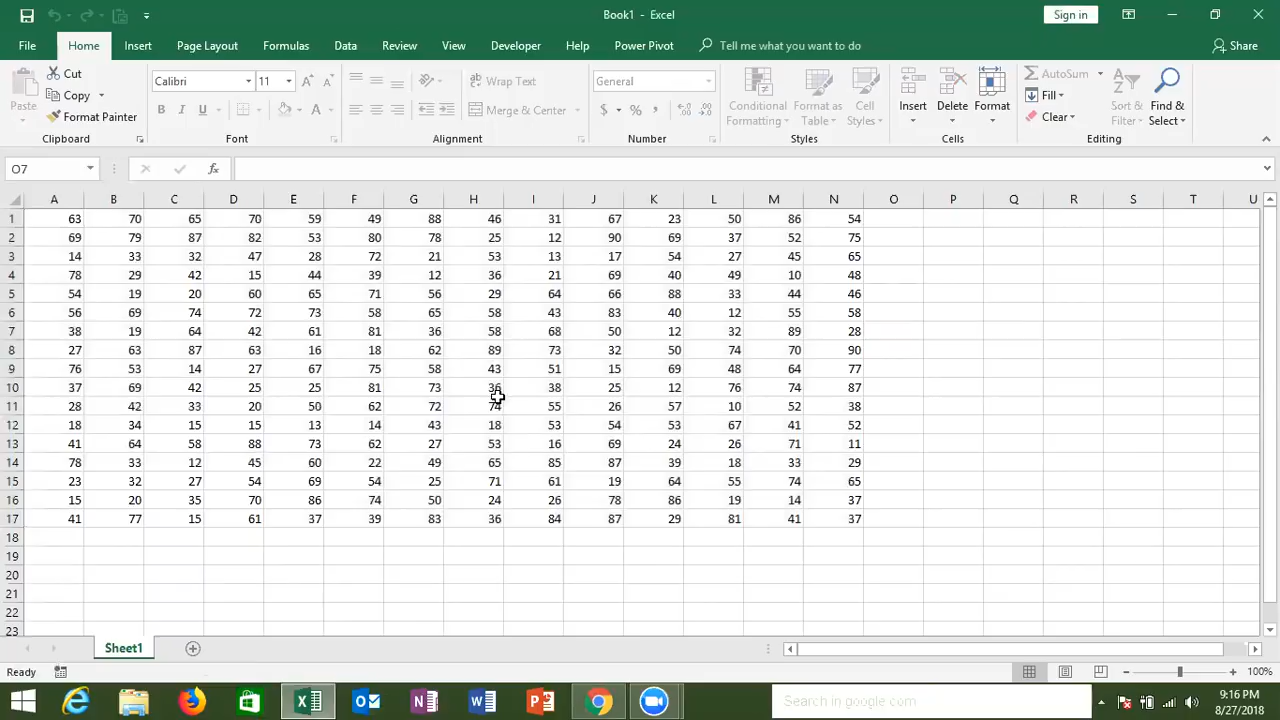 Book1 - Excel
Sign in
File Home Insert Page Layout Formulas Data Review View Developer Help Power Pivot Tell me what you want to do Share
Paste
Cut
Copy
Format Painter
Clipboard
Calibri 11
B I U
Font
Wrap Text
Merge & Center
Alignment
General
$ % ,
Number
Conditional Formatting
Format as Table
Cell Styles
Styles
Insert
Delete
Format
Cells
AutoSum
Fill
Clear
Sort & Filter
Find & Select
Editing
O7 fx
A B C D E F G H I J K L M N O P Q R S T U
1 63 70 65 70 59 49 88 46 31 67 23 50 86 54
2 69 79 87 82 53 80 78 25 12 90 69 37 52 75
3 14 33 32 47 28 72 21 53 13 17 54 27 45 65
4 78 29 42 15 44 39 12 36 21 69 40 49 10 48
5 54 19 20 60 65 71 56 29 64 66 88 33 44 46
6 56 69 74 72 73 58 65 58 43 83 40 12 55 58
7 38 19 64 42 61 81 36 58 68 50 12 32 89 28
8 27 63 87 63 16 18 62 89 73 32 50 74 70 90
9 76 53 14 27 67 75 58 43 51 15 69 48 64 77
10 37 69 42 25 25 81 73 36 38 25 12 76 74 87
11 28 42 33 20 50 62 72 74 55 26 57 10 52 38
12 18 34 15 15 13 14 43 18 53 54 53 67 41 52
13 41 64 58 88 73 62 27 53 16 69 24 26 71 11
14 78 33 12 45 60 22 49 65 85 87 39 18 33 29
15 23 32 27 54 69 54 25 71 61 19 64 55 74 65
16 15 20 35 70 86 74 50 24 26 78 86 19 14 37
17 41 77 15 61 37 39 83 36 84 87 29 81 41 37
18
19
20
21
22
23
Sheet1
Ready
100%
Search in google.com
9:16 PM
8/27/2018